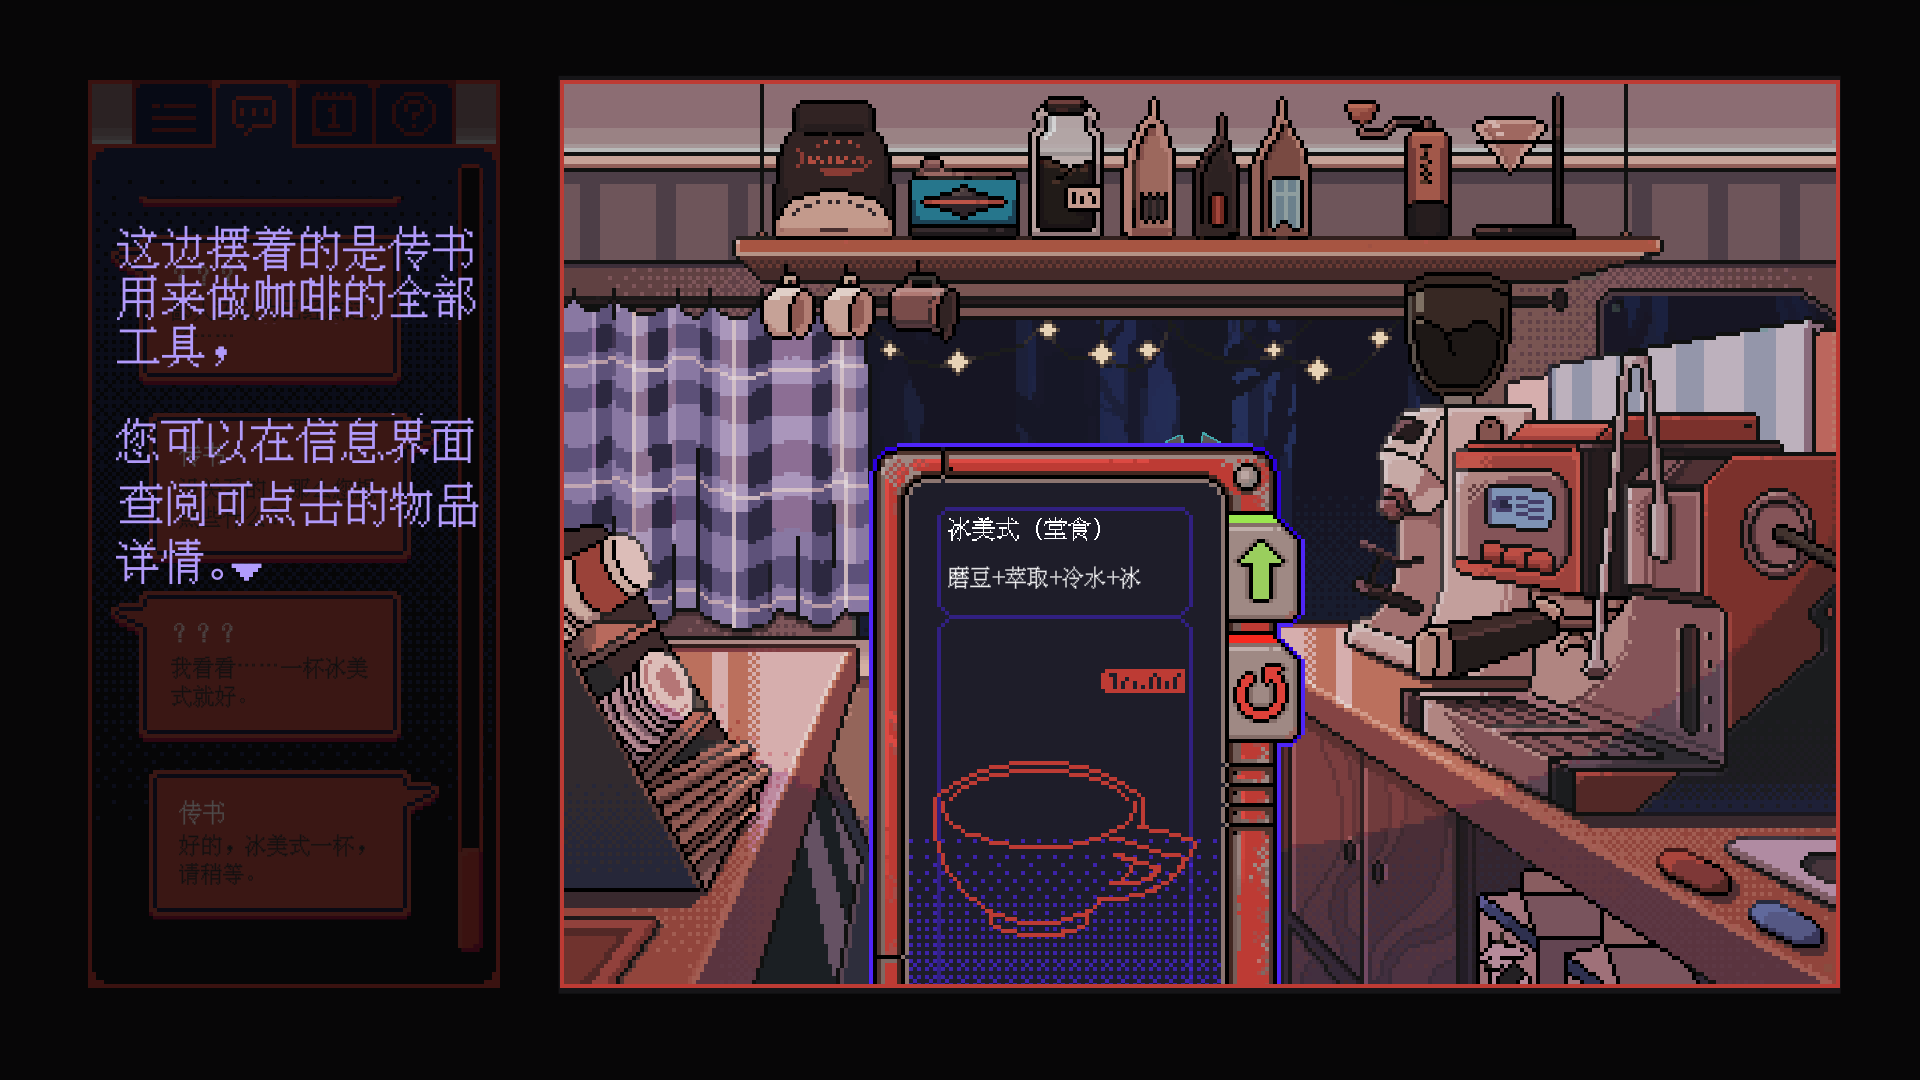 1
?
这边摆着的是传书
用来做咖啡的全部
工具，
您可以在信息界面
查阅可点击的物品
详情。
？？？
我看看……一杯冰美
式就好。
传书
好的，冰美式一杯，
请稍等。
冰美式（堂食）
磨豆+萃取+冷水+冰